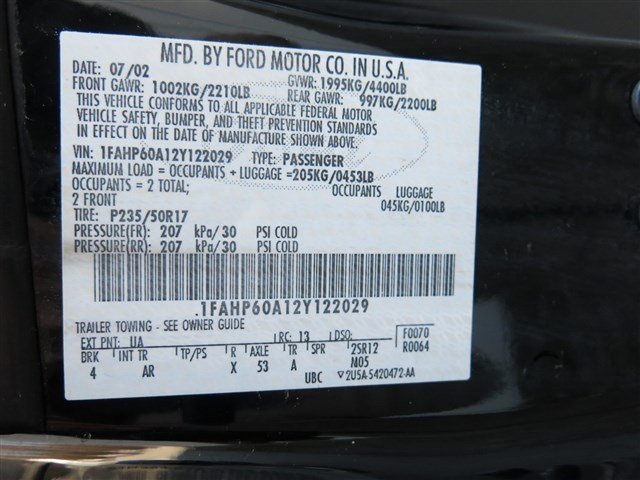 MFD. BY FORD MOTOR CO. IN U.S.A.
DATE: 07/02 GVWR: 1995KG/4400LB
FRONT GAWR: 1002KG/2210LB REAR GAWR: 997KG/2200LB
THIS VEHICLE CONFORMS TO ALL APPLICABLE FEDERAL MOTOR
VEHICLE SAFETY, BUMPER, AND THEFT PREVENTION STANDARDS
IN EFFECT ON THE DATE OF MANUFACTURE SHOWN ABOVE.
VIN: 1FAHP60A12Y122029 TYPE: PASSENGER
MAXIMUM LOAD = OCCUPANTS + LUGGAGE = 205KG/0453LB
OCCUPANTS = 2 TOTAL; OCCUPANTS LUGGAGE
2 FRONT 045KG/0100LB
TIRE: P235/50R17
PRESSURE(FR): 207 kPa/30 PSI COLD
PRESSURE(RR): 207 kPa/30 PSI COLD
1FAHP60A12Y122029
TRAILER TOWING - SEE OWNER GUIDE
EXT PNT: UA RC: 13 DSO: F0070
BRK INT TR TP/PS R AXLE TR SPR 2SR12 R0064
4 AR X 53 A N05
UBC ▽2U5A-5420472-AA